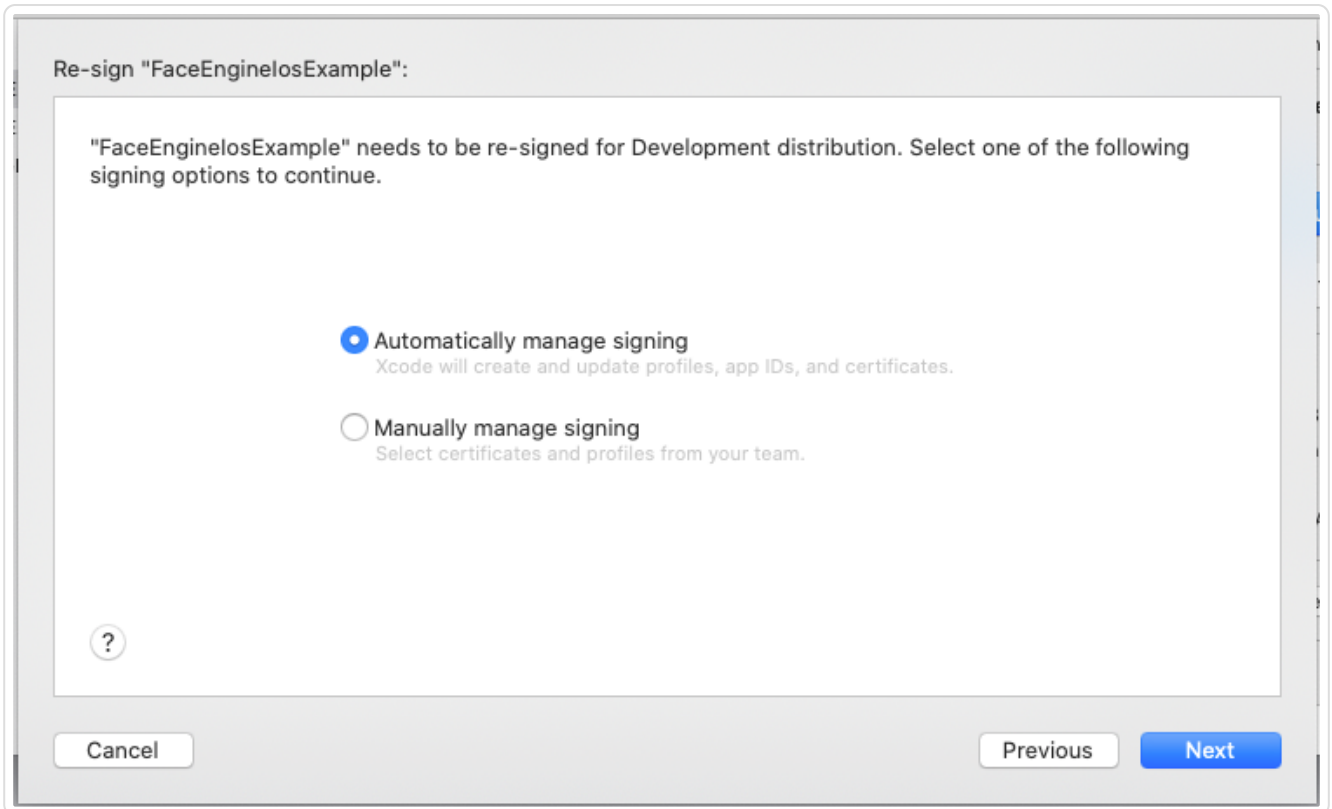 Re-sign "FaceEngineIosExample":
"FaceEngineIosExample" needs to be re-signed for Development distribution. Select one of the following
signing options to continue.
Automatically manage signing
Xcode will create and update profiles, app IDs, and certificates.
Manually manage signing
Select certificates and profiles from your team.
?
Cancel
Previous
Next